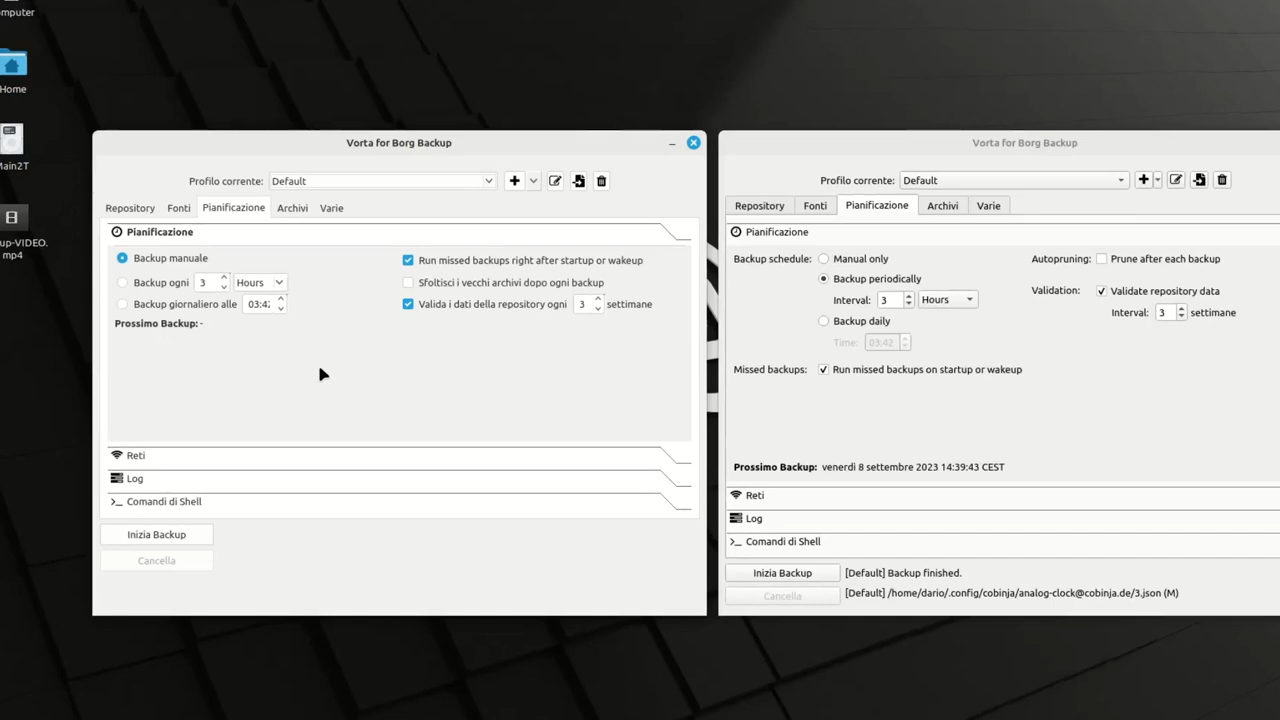 omputer
Home
Main2T
up-VIDEO.
mp4
Vorta for Borg Backup
Profilo corrente: Default
Repository Fonti Pianificazione Archivi Varie
Pianificazione
Backup manuale
Backup ogni 3 Hours
Backup giornaliero alle 03:42
Prossimo Backup: -
Run missed backups right after startup or wakeup
Sfoltisci i vecchi archivi dopo ogni backup
Valida i dati della repository ogni 3 settimane
Reti
Log
Comandi di Shell
Inizia Backup
Cancella
Vorta for Borg Backup
Profilo corrente: Default
Repository Fonti Pianificazione Archivi Varie
Pianificazione
Backup schedule: Manual only
Backup periodically
Interval: 3 Hours
Backup daily
Time: 03:42
Autopruning: Prune after each backup
Validation: Validate repository data
Interval: 3 settimane
Missed backups: Run missed backups on startup or wakeup
Prossimo Backup: venerdì 8 settembre 2023 14:39:43 CEST
Reti
Log
Comandi di Shell
Inizia Backup [Default] Backup finished.
Cancella [Default] /home/dario/.config/cobinja/analog-clock@cobinja.de/3.json (M)